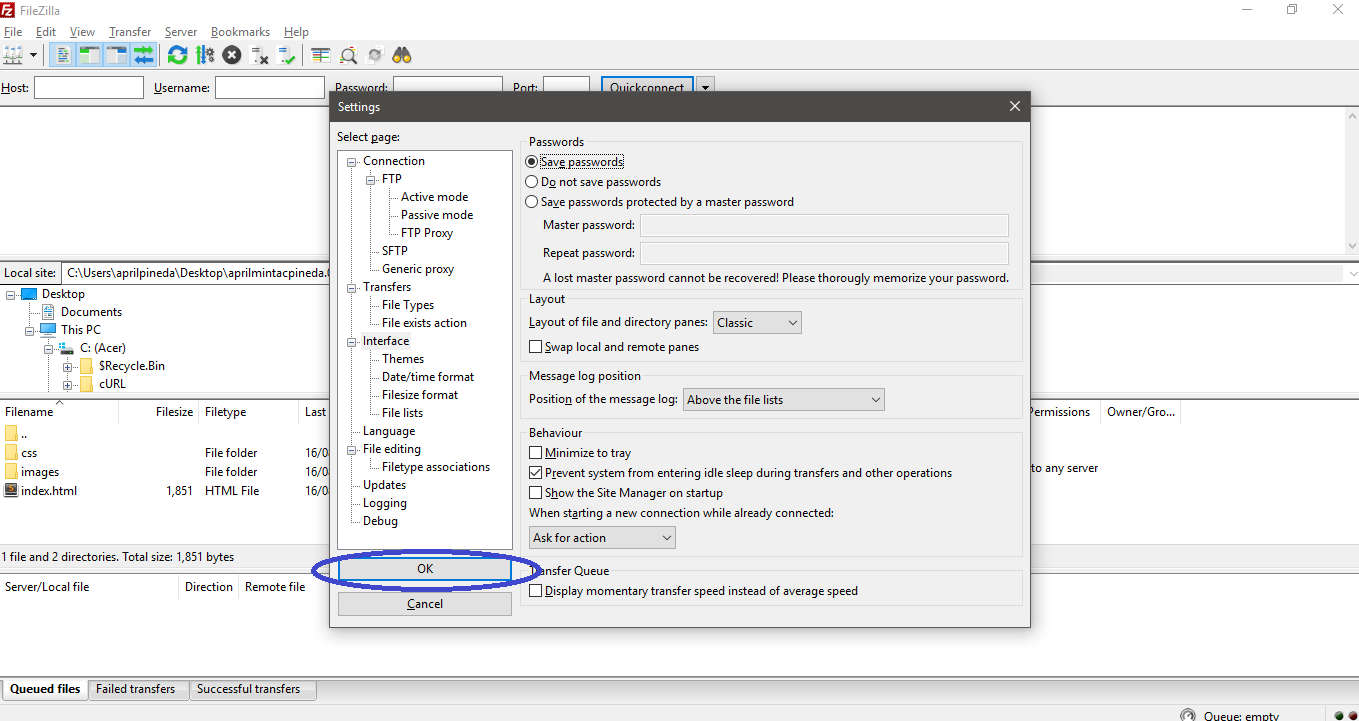 FileZilla
File Edit View Transfer Server Bookmarks Help
Host: Username: Password: Port: Quickconnect
Settings
Select page:
Connection
FTP
Active mode
Passive mode
FTP Proxy
SFTP
Generic proxy
Transfers
File Types
File exists action
Interface
Themes
Date/time format
Filesize format
File lists
Language
File editing
Filetype associations
Updates
Logging
Debug
OK
Cancel
Passwords
Save passwords
Do not save passwords
Save passwords protected by a master password
Master password:
Repeat password:
A lost master password cannot be recovered! Please thorougly memorize your password.
Layout
Layout of file and directory panes: Classic
Swap local and remote panes
Message log position
Position of the message log: Above the file lists
Behaviour
Minimize to tray
Prevent system from entering idle sleep during transfers and other operations
Show the Site Manager on startup
When starting a new connection while already connected:
Ask for action
Transfer Queue
Display momentary transfer speed instead of average speed
Local site: C:\Users\aprilpineda\Desktop\aprilmintacpineda.
Desktop
Documents
This PC
C: (Acer)
$Recycle.Bin
cURL
Filename Filesize Filetype Last
..
css File folder 16/0
images File folder 16/0
index.html 1,851 HTML File 16/0
1 file and 2 directories. Total size: 1,851 bytes
Permissions Owner/Gro...
to any server
Server/Local file Direction Remote file
Queued files Failed transfers Successful transfers
Queue: empty